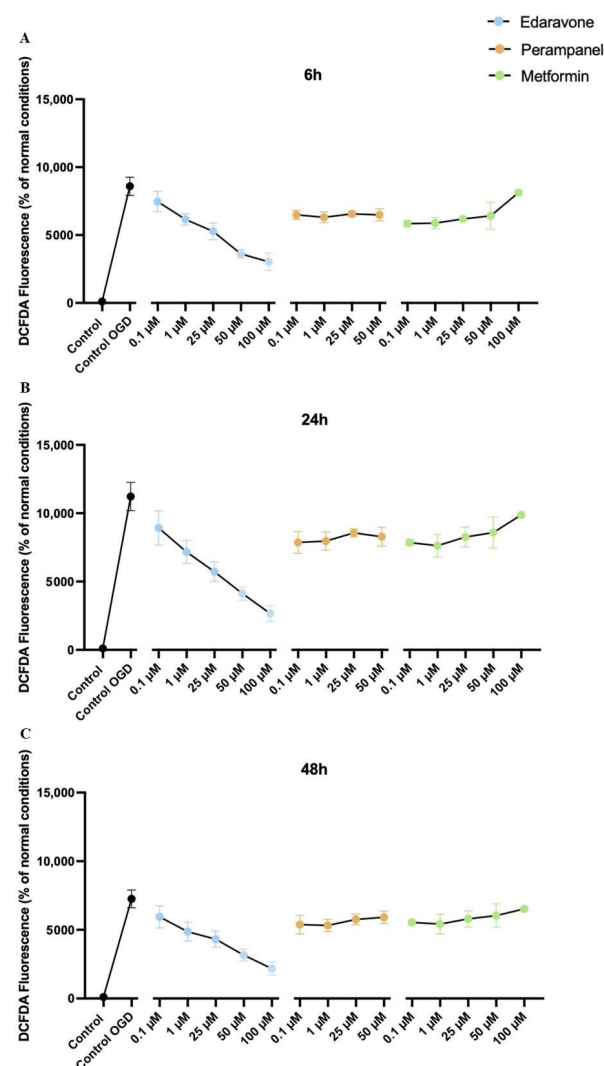 Edaravone
Perampanel
Metformin
A
6h
DCFDA Fluorescence (% of normal conditions)
15,000
10,000
5000
0
Control
Control OGD
0.1 µM
1 µM
25 µM
50 µM
100 µM
0.1 µM
1 µM
25 µM
50 µM
0.1 µM
1 µM
25 µM
50 µM
100 µM
B
24h
DCFDA Fluorescence (% of normal conditions)
15,000
10,000
5000
0
Control
Control OGD
0.1 µM
1 µM
25 µM
50 µM
100 µM
0.1 µM
1 µM
25 µM
50 µM
0.1 µM
1 µM
25 µM
50 µM
100 µM
C
48h
DCFDA Fluorescence (% of normal conditions)
15,000
10,000
5000
0
Control
Control OGD
0.1 µM
1 µM
25 µM
50 µM
100 µM
0.1 µM
1 µM
25 µM
50 µM
0.1 µM
1 µM
25 µM
50 µM
100 µM